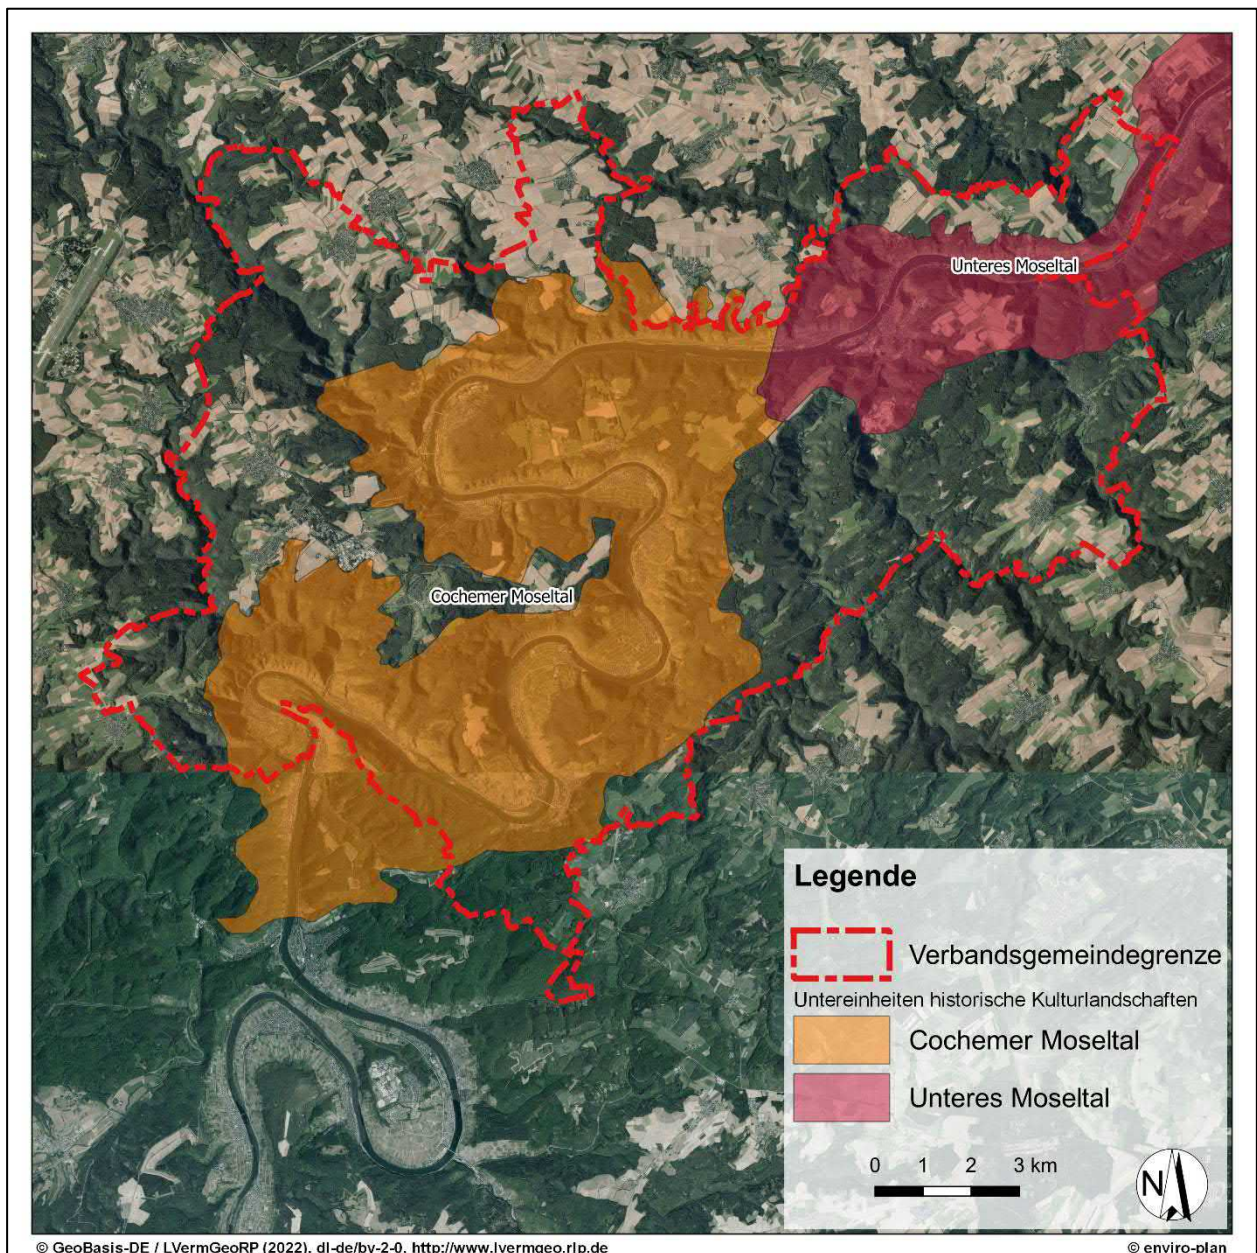 Unteres Moseltal
Cochemer Moseltal
Legende
Verbandsgemeindegrenze
Untereinheiten historische Kulturlandschaften
Cochemer Moseltal
Unteres Moseltal
0 1 2 3 km
N
© GeoBasis-DE / LVermGeoRP (2022), dl-de/by-2-0, http://www.lvermgeo.rlp.de
© enviro-plan